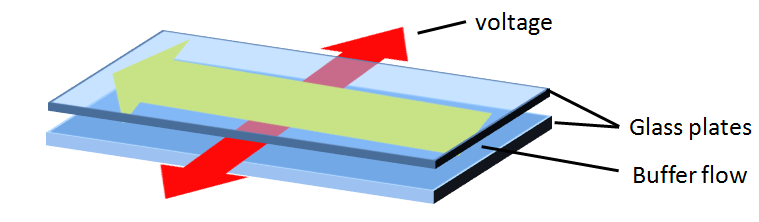 voltage
Glass plates
Buffer flow